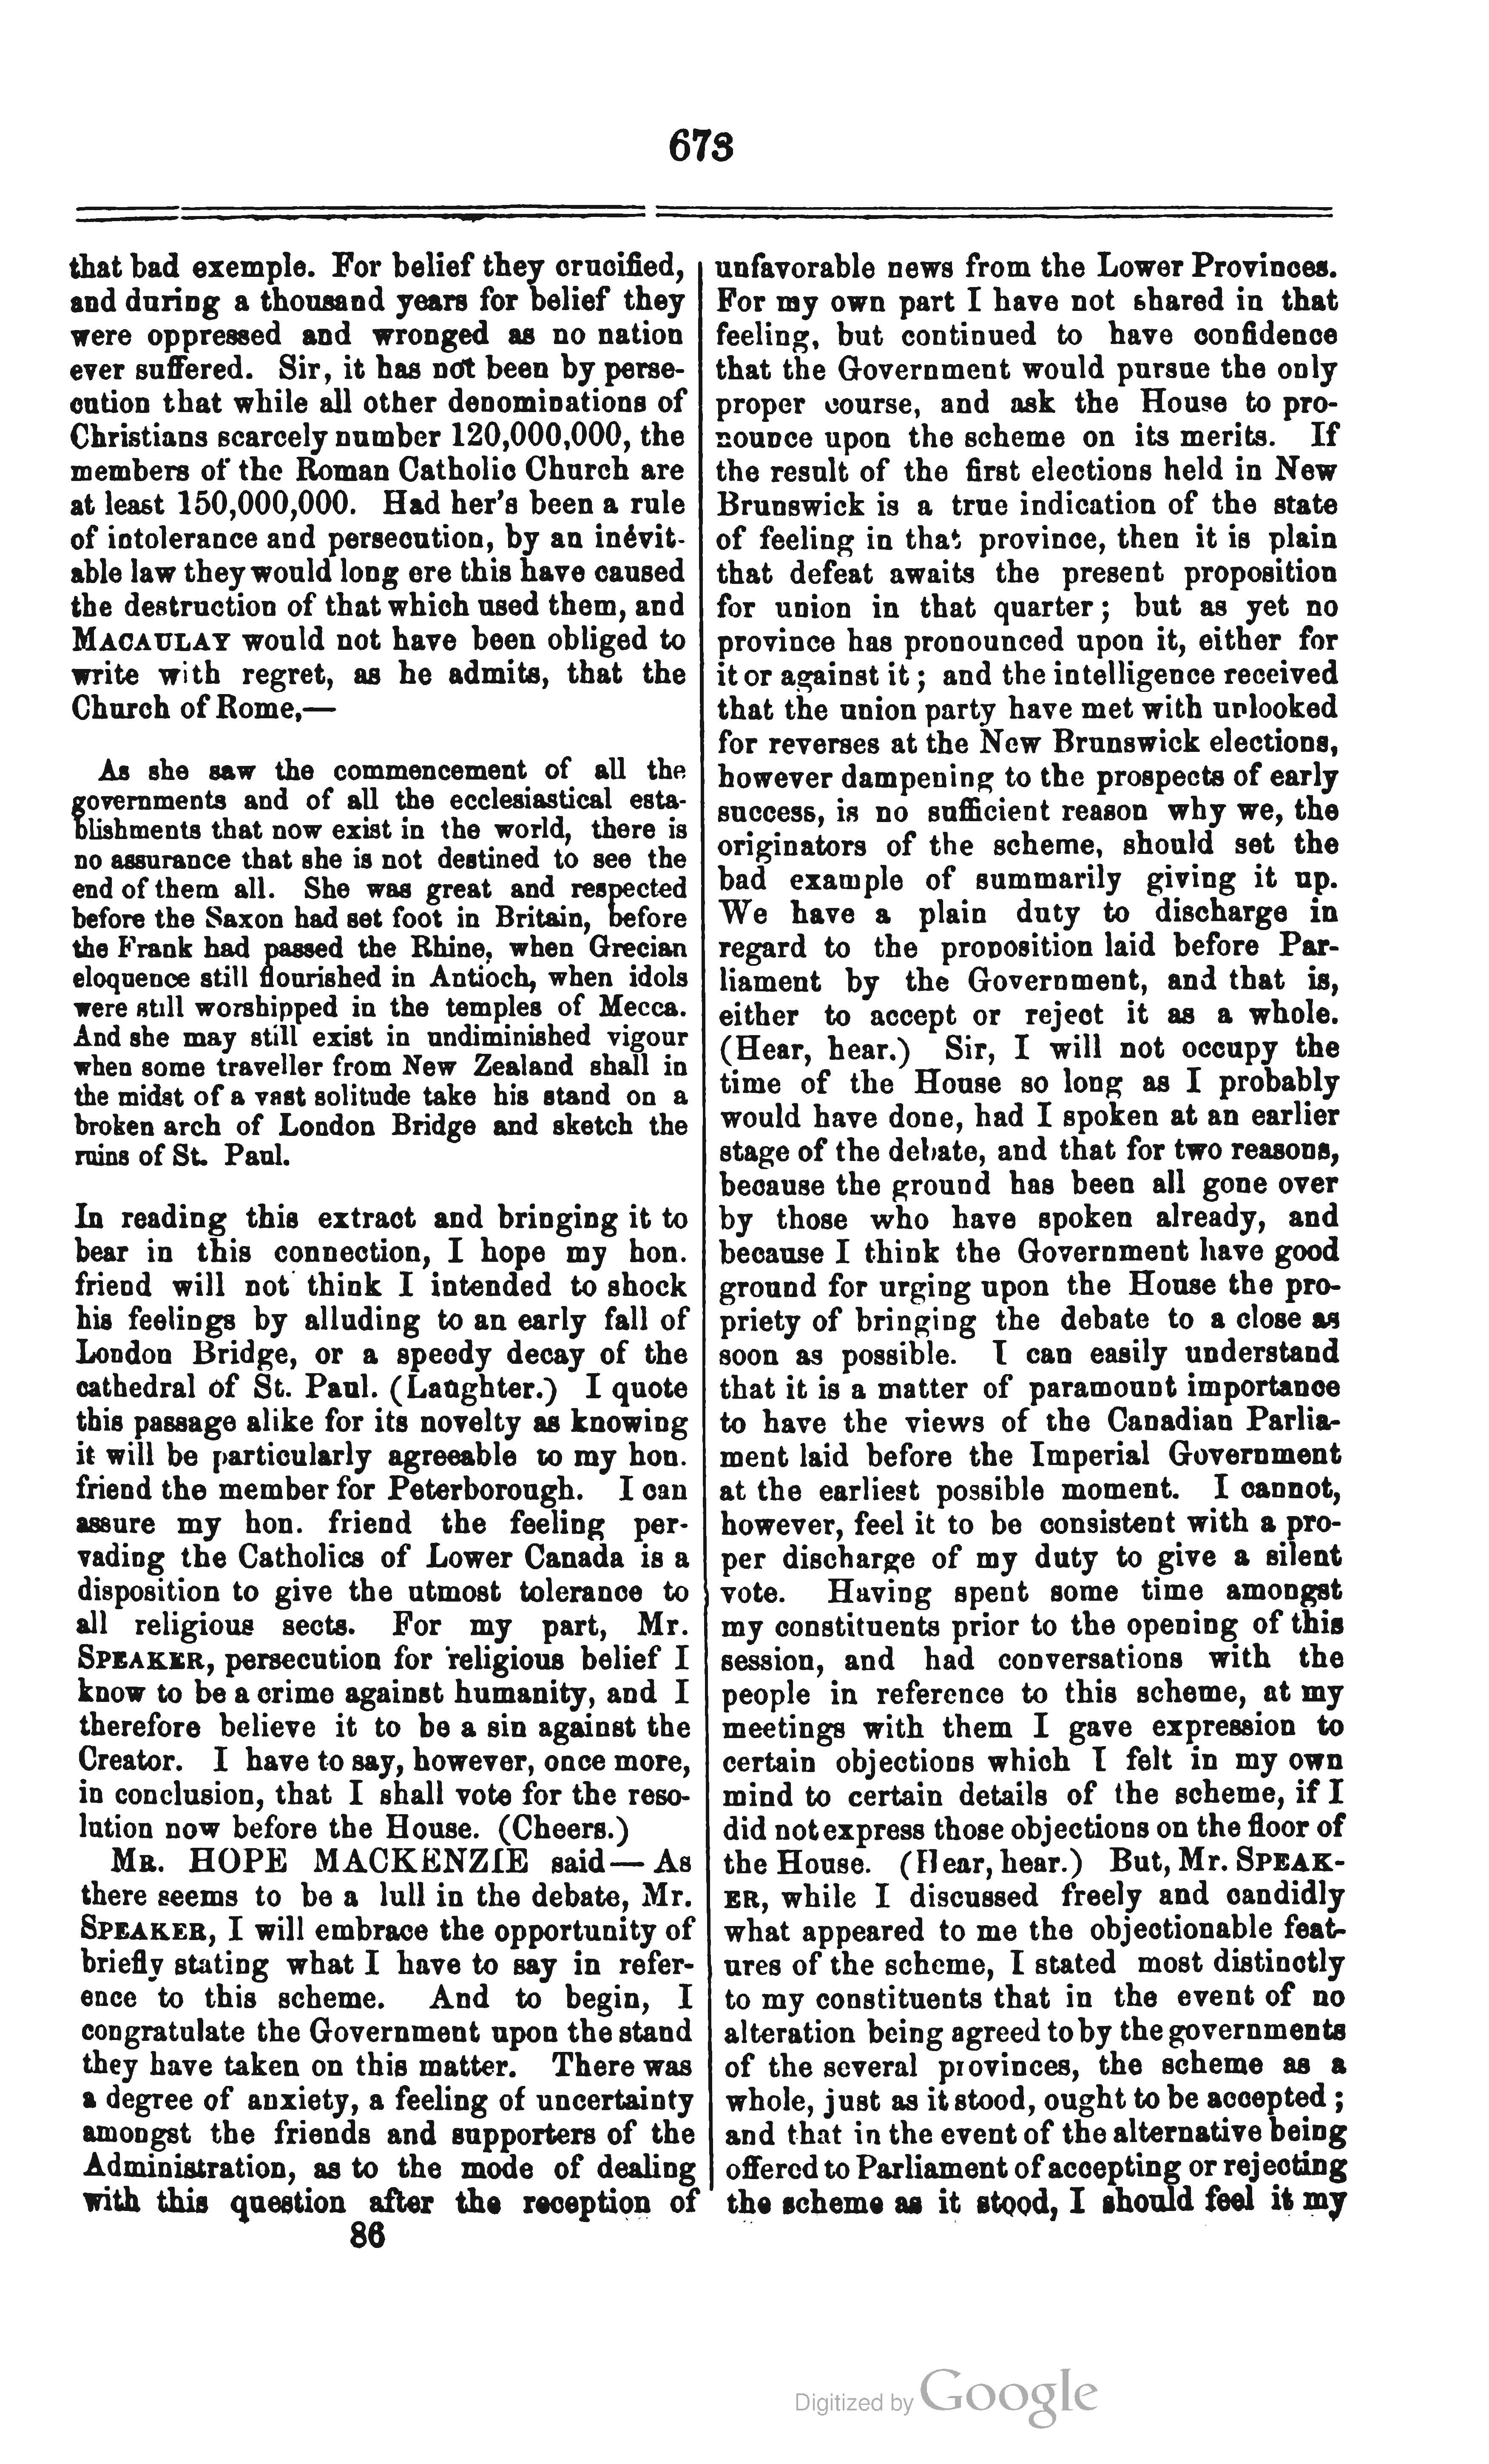 673
that bad exemple. For belief they crucified,
and during a thousand years for belief they
were oppressed and wronged as no nation
ever suffered. Sir, it has not been by perse-
cution that while all other denominations of
Christians scarcely number 120,000,000, the
members of the Roman Catholic Church are
at least 150,000,000. Had her's been a rule
of intolerance and persecution, by an inévit-
able law they would long ere this have caused
the destruction of that which used them, and
MACAULAY would not have been obliged to
write with regret, as he admits, that the
Church of Rome,—
As she saw the commencement of all the
governments and of all the ecclesiastical esta-
blishments that now exist in the world, there is
no assurance that she is not destined to see the
end of them all. She was great and respected
before the Saxon had set foot in Britain, before
the Frank had passed the Rhine, when Grecian
eloquence still flourished in Antioch, when idols
were still worshipped in the temples of Mecca.
And she may still exist in undiminished vigour
when some traveller from New Zealand shall in
the midst of a vast solitude take his stand on a
broken arch of London Bridge and sketch the
ruins of St. Paul.
In reading this extract and bringing it to
bear in this connection, I hope my hon.
friend will not think I intended to shock
his feelings by alluding to an early fall of
London Bridge, or a speedy decay of the
cathedral of St. Paul. (Laughter.) I quote
this passage alike for its novelty as knowing
it will be particularly agreeable to my hon.
friend the member for Peterborough. I can
assure my hon. friend the feeling per-
vading the Catholics of Lower Canada is a
disposition to give the utmost tolerance to
all religious sects. For my part, Mr.
SPEAKER, persecution for religious belief I
know to be a crime against humanity, and I
therefore believe it to be a sin against the
Creator. I have to say, however, once more,
in conclusion, that I shall vote for the reso-
lution now before the House. (Cheers.)
MR. HOPE MACKENZIE said—As
there seems to be a lull in the debate, Mr.
SPEAKER, I will embrace the opportunity of
briefly stating what I have to say in refer-
ence to this scheme. And to begin, I
congratulate the Government upon the stand
they have taken on this matter. There was
a degree of anxiety, a feeling of uncertainty
amongst the friends and supporters of the
Administration, as to the mode of dealing
with this question after the reception of
86
unfavorable news from the Lower Provinces.
For my own part I have not shared in that
feeling, but continued to have confidence
that the Government would pursue the only
proper course, and ask the House to pro-
nounce upon the scheme on its merits. If
the result of the first elections held in New
Brunswick is a true indication of the state
of feeling in that province, then it is plain
that defeat awaits the present proposition
for union in that quarter; but as yet no
province has pronounced upon it, either for
it or against it; and the intelligence received
that the union party have met with unlooked
for reverses at the New Brunswick elections,
however dampening to the prospects of early
success, is no sufficient reason why we, the
originators of the scheme, should set the
bad example of summarily giving it up.
We have a plain duty to discharge in
regard to the proposition laid before Par-
liament by the Government, and that is,
either to accept or reject it as a whole.
(Hear, hear.) Sir, I will not occupy the
time of the House so long as I probably
would have done, had I spoken at an earlier
stage of the debate, and that for two reasons,
because the ground has been all gone over
by those who have spoken already, and
because I think the Government have good
ground for urging upon the House the pro-
priety of bringing the debate to a close as
soon as possible. I can easily understand
that it is a matter of paramount importance
to have the views of the Canadian Parlia-
ment laid before the Imperial Government
at the earliest possible moment. I cannot,
however, feel it to be consistent with a pro-
per discharge of my duty to give a silent
vote. Having spent some time amongst
my constituents prior to the opening of this
session, and had conversations with the
people in reference to this scheme, at my
meetings with them I gave expression to
certain objections which I felt in my own
mind to certain details of the scheme, if I
did not express those objections on the floor of
the House. (Hear, hear.) But, Mr. SPEAK-
ER, while I discussed freely and candidly
what appeared to me the objectionable feat-
ures of the scheme, I stated most distinctly
to my constituents that in the event of no
alteration being agreed to by the governments
of the several provinces, the scheme as a
whole, just as it stood, ought to be accepted;
and that in the event of the alternative being
offered to Parliament of accepting or rejecting
the scheme as it stood, I should feel it my
Digitized by Google